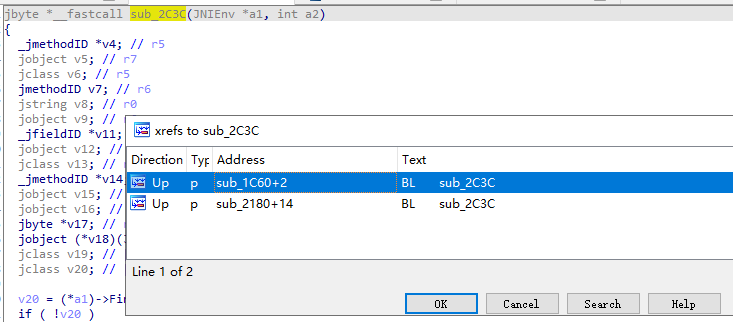 jbyte *__fastcall sub_2C3C(JNIEnv *a1, int a2)
{
_jmethodID *v4; // r5
jobject v5; // r7
jclass v6; // r5
jmethodID v7; // r6
jstring v8; // r0
jobject v9; //
_jfieldID *v11;
jobject v12; //
jclass v13; //
_jmethodID *v14
jobject v15; //
jobject v16; //
jbyte *v17; //
jobject (*v18)(
jclass v19; //
jclass v20; //
v20 = (*a1)->Fin
if ( !v20 )
xrefs to sub_2C3C
Direction Typ Address Text
Up p sub_1C60+2 BL sub_2C3C
Up p sub_2180+14 BL sub_2C3C
Line 1 of 2
OK Cancel Search Help